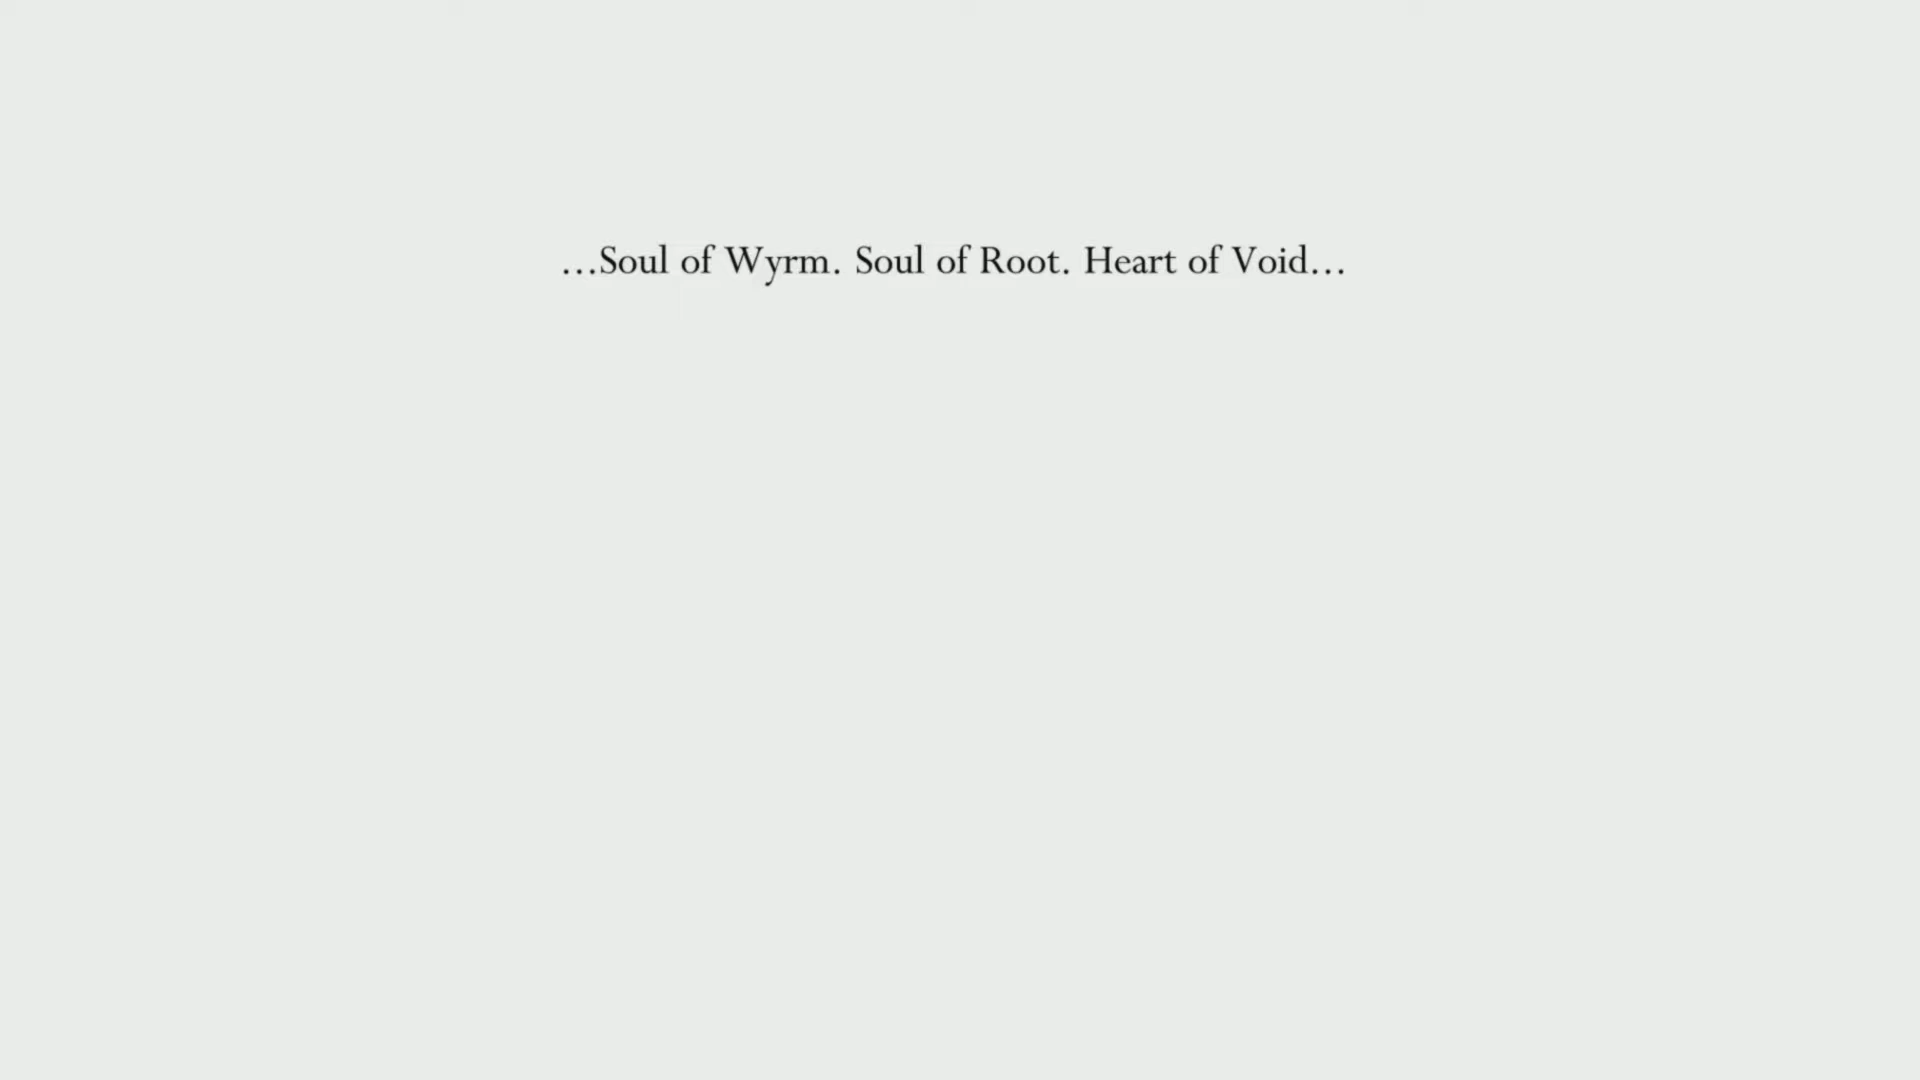 …Soul of Wyrm. Soul of Root. Heart of Void…